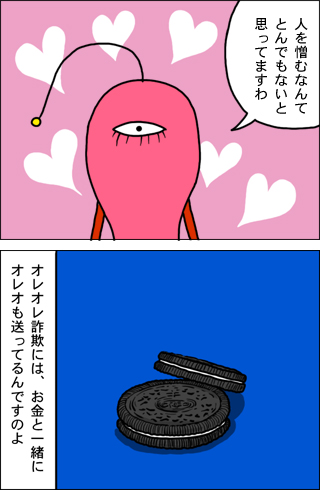 人を憎むなんて
とんでもないと
思ってますわ
オレオレ詐欺には、お金と一緒に
オレオも送ってるんですのよ